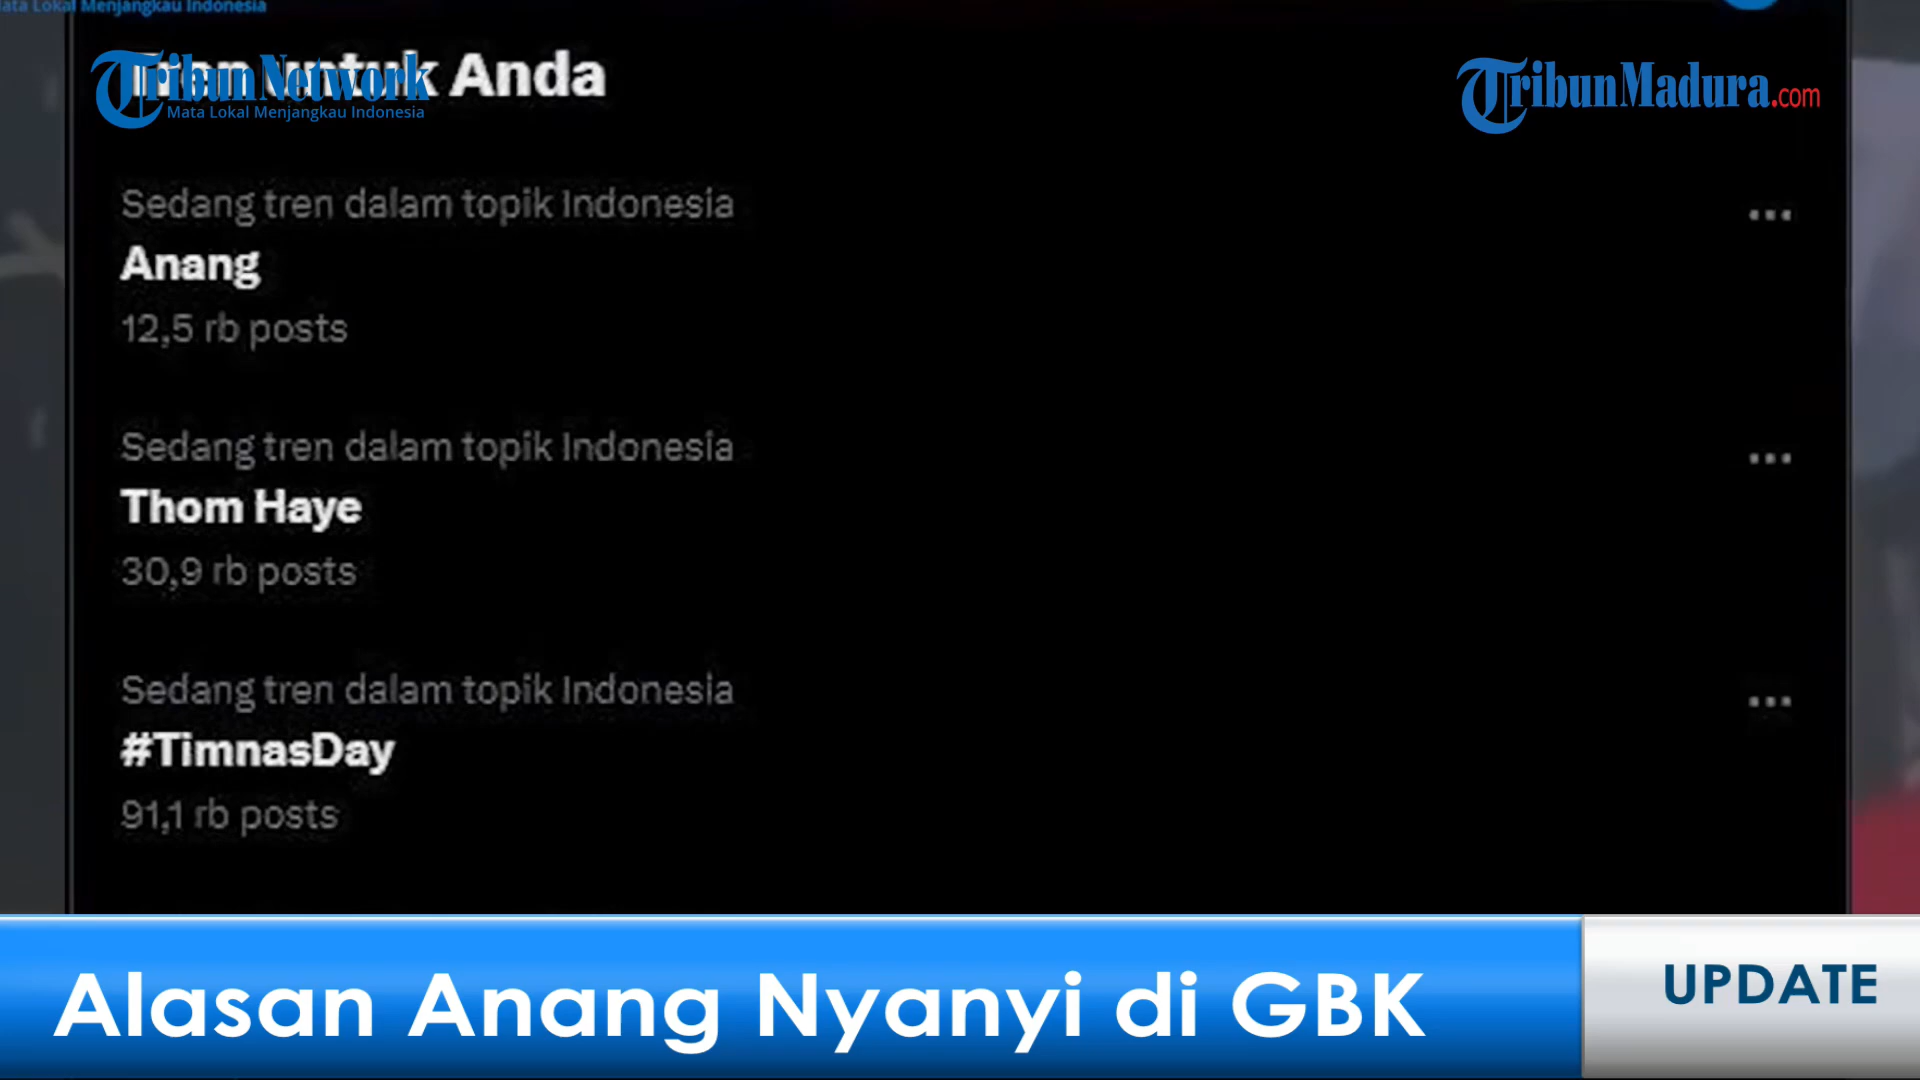 Mata Lokal Menjangkau Indonesia
Tren untuk Anda
Tribun Network
Mata Lokal Menjangkau Indonesia
TribunMadura.com
Sedang tren dalam topik Indonesia
Anang
12,5 rb posts
Sedang tren dalam topik Indonesia
Thom Haye
30,9 rb posts
Sedang tren dalam topik Indonesia
#TimnasDay
91,1 rb posts
Alasan Anang Nyanyi di GBK
UPDATE